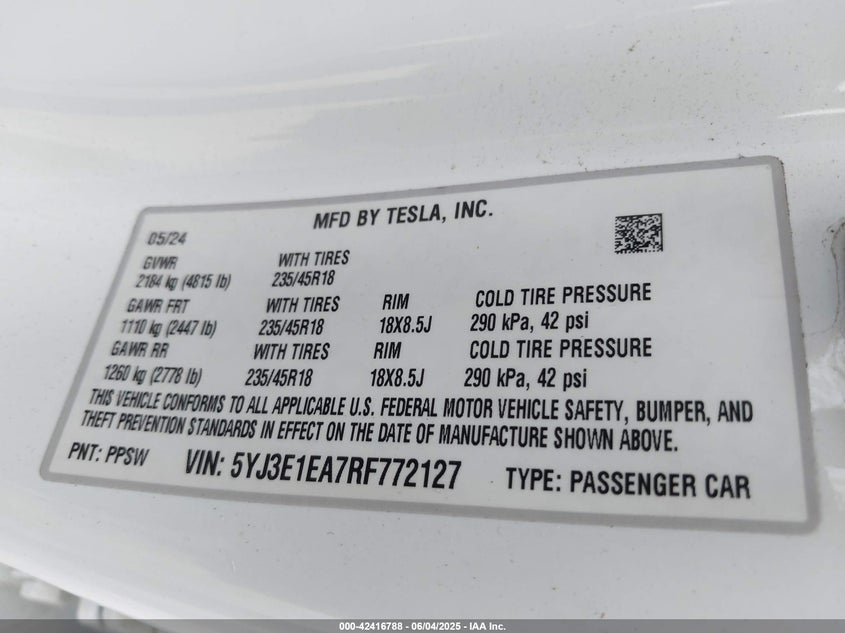 MFD BY TESLA, INC.
05/24
GVWR WITH TIRES
2184 kg (4815 lb) 235/45R18
GAWR FRT WITH TIRES RIM COLD TIRE PRESSURE
1110 kg (2447 lb) 235/45R18 18X8.5J 290 kPa, 42 psi
GAWR RR WITH TIRES RIM COLD TIRE PRESSURE
1260 kg (2778 lb) 235/45R18 18X8.5J 290 kPa, 42 psi
THIS VEHICLE CONFORMS TO ALL APPLICABLE U.S. FEDERAL MOTOR VEHICLE SAFETY, BUMPER, AND
THEFT PREVENTION STANDARDS IN EFFECT ON THE DATE OF MANUFACTURE SHOWN ABOVE.
PNT: PPSW VIN: 5YJ3E1EA7RF772127 TYPE: PASSENGER CAR
000-42416788 - 06/04/2025 - IAA Inc.